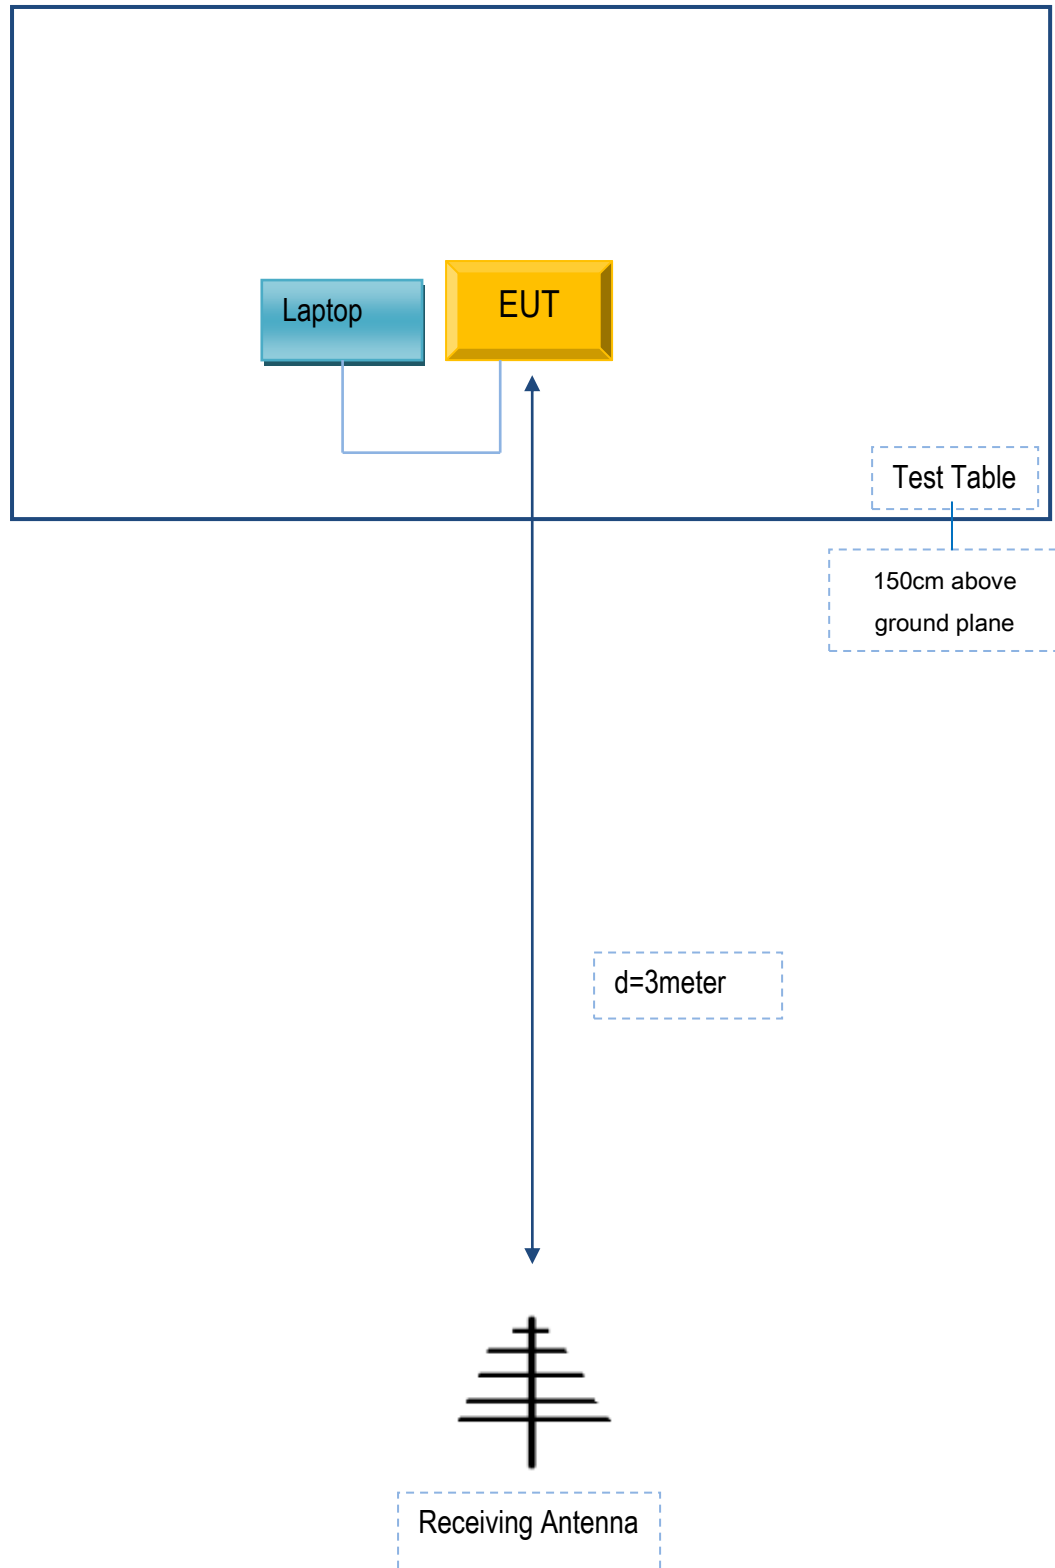 Laptop
EUT
Test Table
150cm above
ground plane
d=3meter
Receiving Antenna